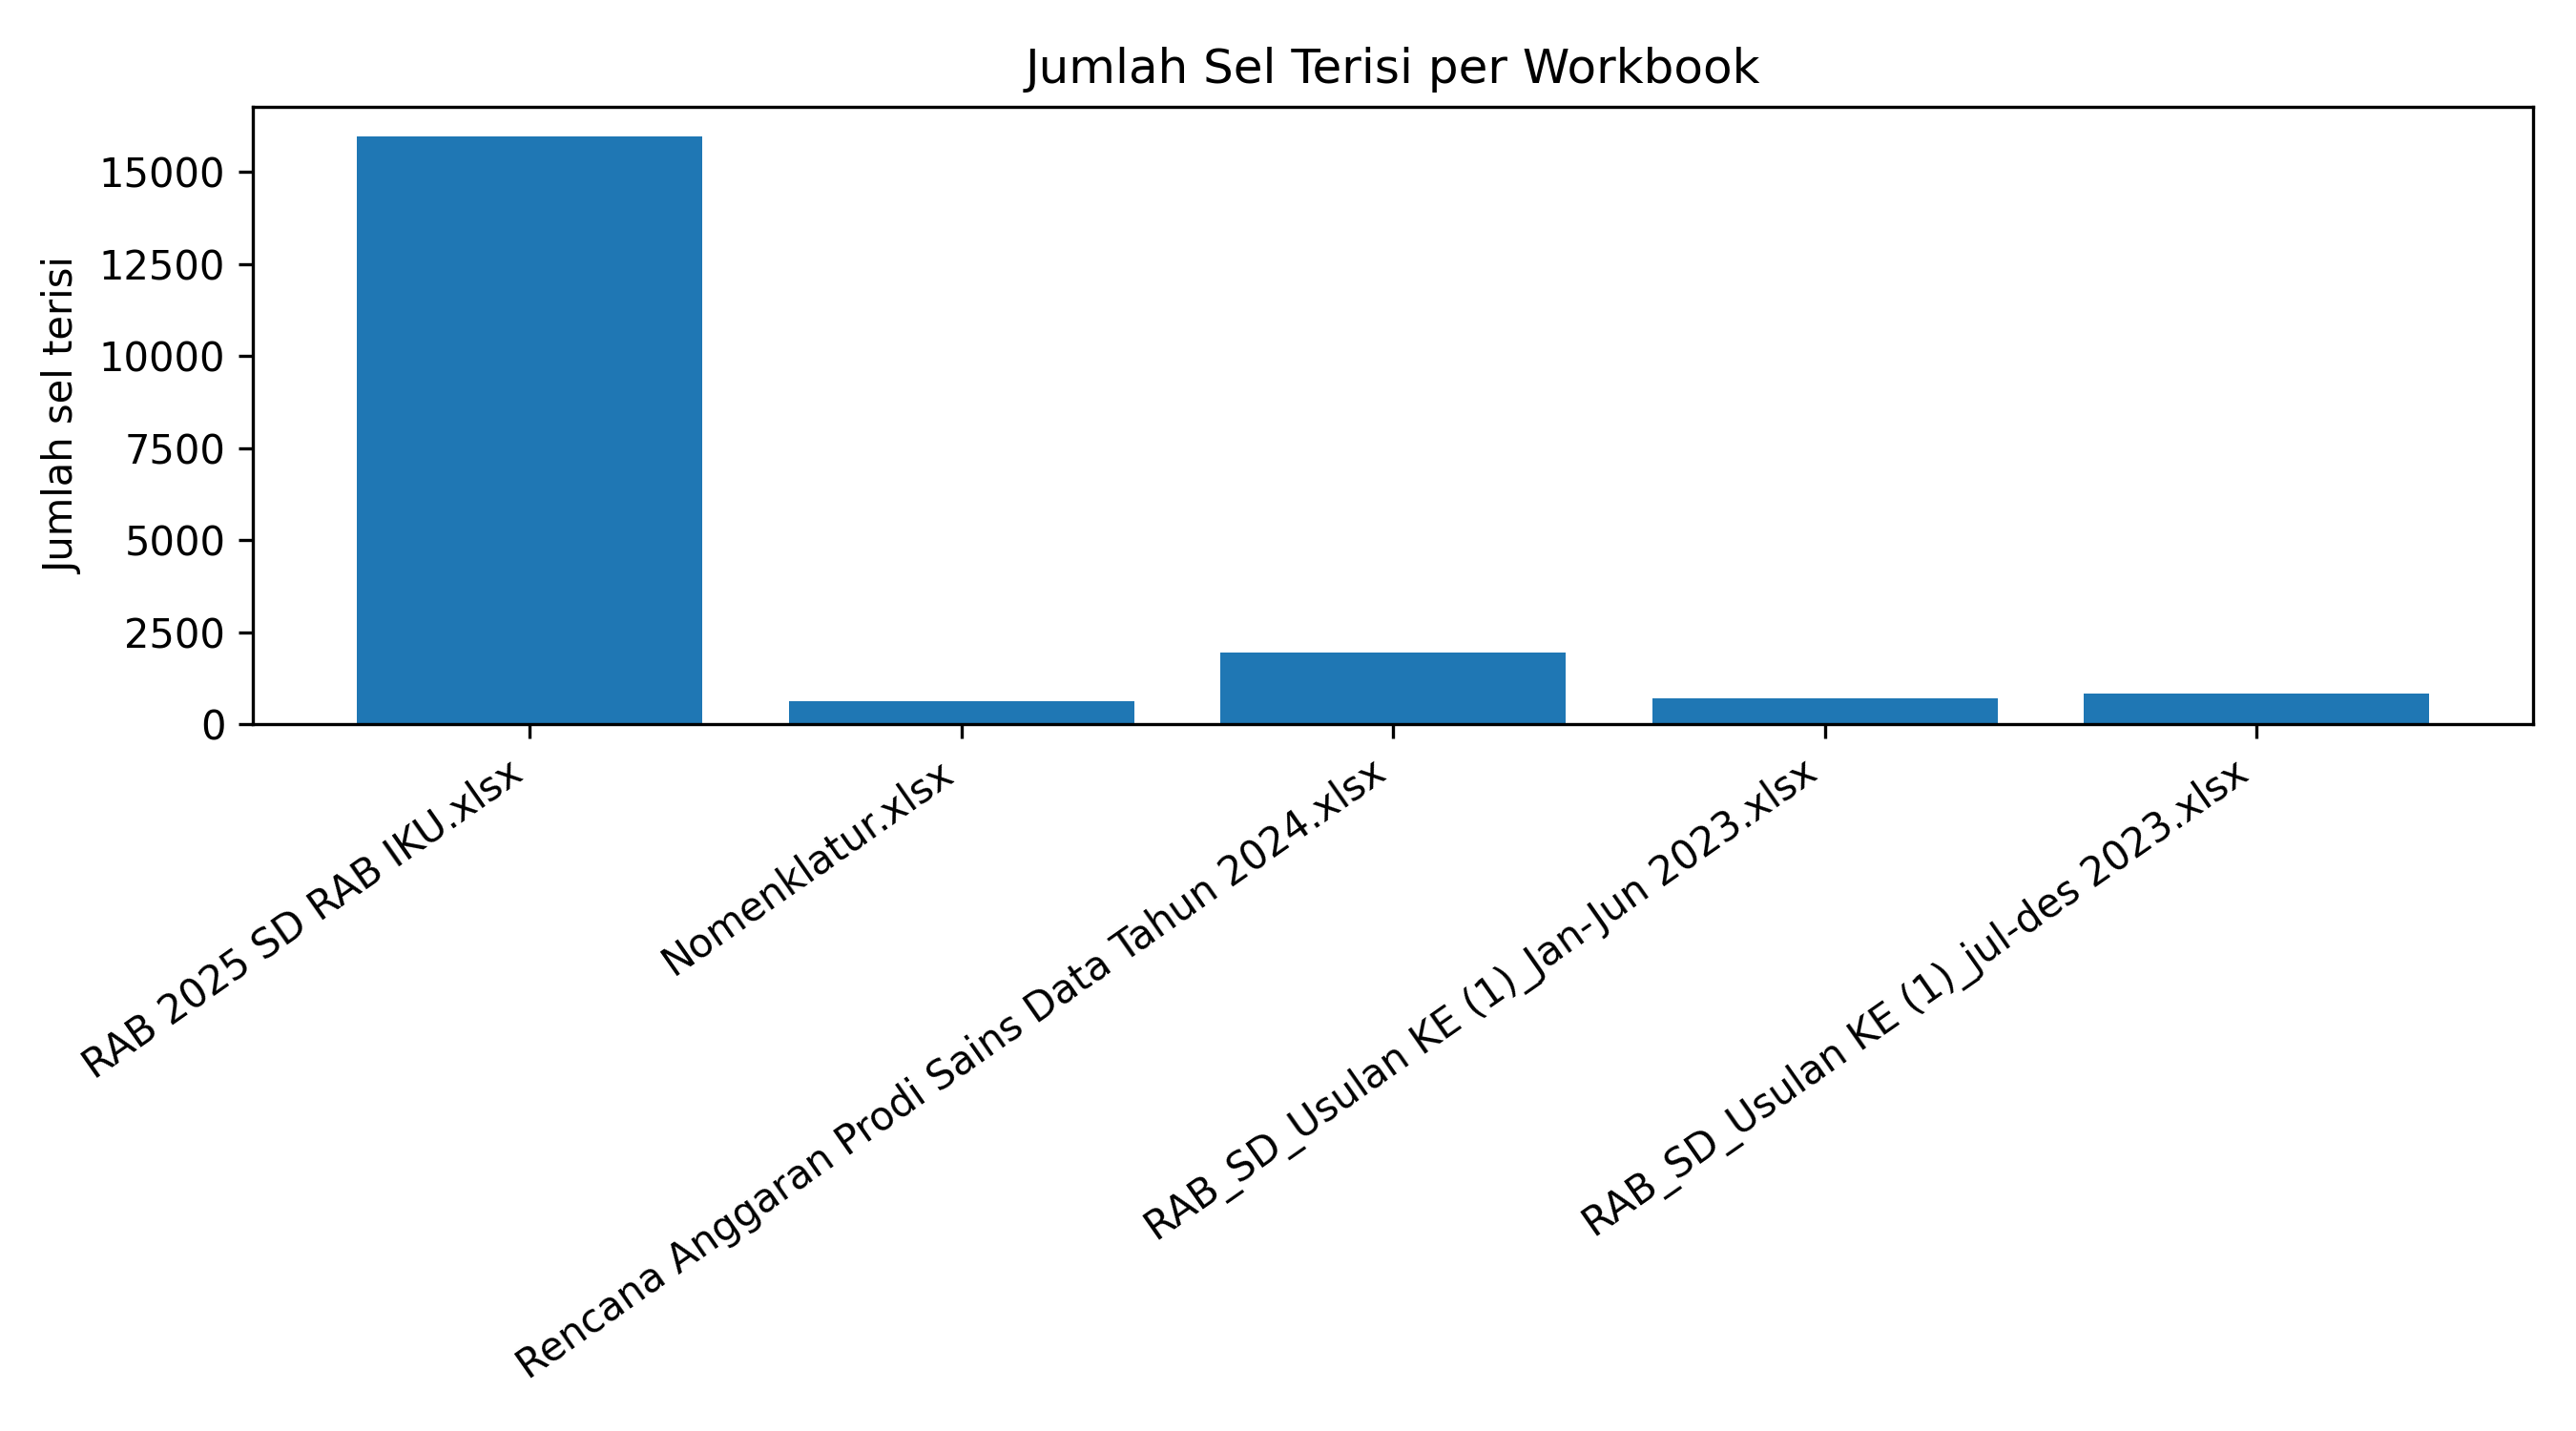 Jumlah Sel Terisi per Workbook
Jumlah sel terisi
15000
12500
10000
7500
5000
2500
0
RAB 2025 SD RAB IKU.xlsx
Nomenklatur.xlsx
Rencana Anggaran Prodi Sains Data Tahun 2024.xlsx
RAB_SD_Usulan KE (1)_Jan-Jun 2023.xlsx
RAB_SD_Usulan KE (1)_jul-des 2023.xlsx